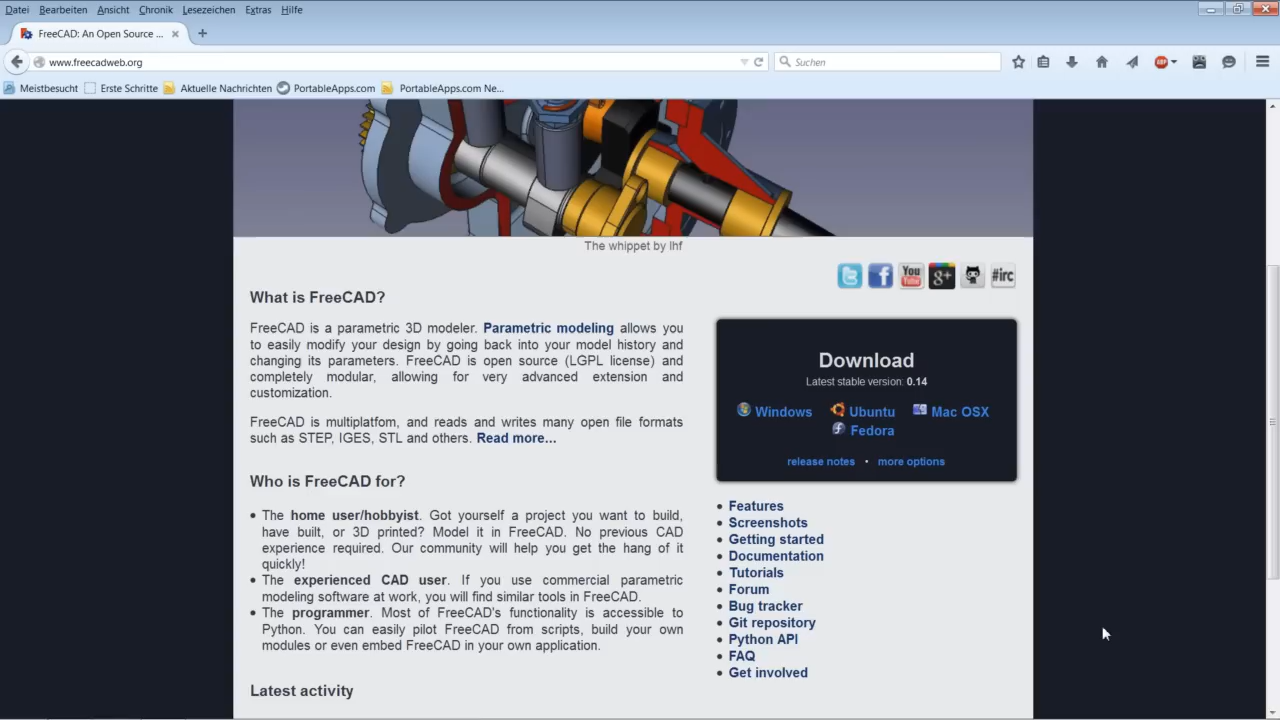 Datei Bearbeiten Ansicht Chronik Lesezeichen Extras Hilfe
FreeCAD: An Open Source ...
www.freecadweb.org
Suchen
ABP
Meistbesucht Erste Schritte Aktuelle Nachrichten PortableApps.com PortableApps.com Ne...
The whippet by lhf
You
Tube
g+
#irc
What is FreeCAD?
FreeCAD is a parametric 3D modeler. Parametric modeling allows you
to easily modify your design by going back into your model history and
changing its parameters. FreeCAD is open source (LGPL license) and
completely modular, allowing for very advanced extension and
customization.
FreeCAD is multiplatfom, and reads and writes many open file formats
such as STEP, IGES, STL and others. Read more...
Who is FreeCAD for?
• The home user/hobbyist. Got yourself a project you want to build,
have built, or 3D printed? Model it in FreeCAD. No previous CAD
experience required. Our community will help you get the hang of it
quickly!
• The experienced CAD user. If you use commercial parametric
modeling software at work, you will find similar tools in FreeCAD.
• The programmer. Most of FreeCAD's functionality is accessible to
Python. You can easily pilot FreeCAD from scripts, build your own
modules or even embed FreeCAD in your own application.
Latest activity
Download
Latest stable version: 0.14
Windows Ubuntu Mac OSX
Fedora
release notes • more options
• Features
• Screenshots
• Getting started
• Documentation
• Tutorials
• Forum
• Bug tracker
• Git repository
• Python API
• FAQ
• Get involved